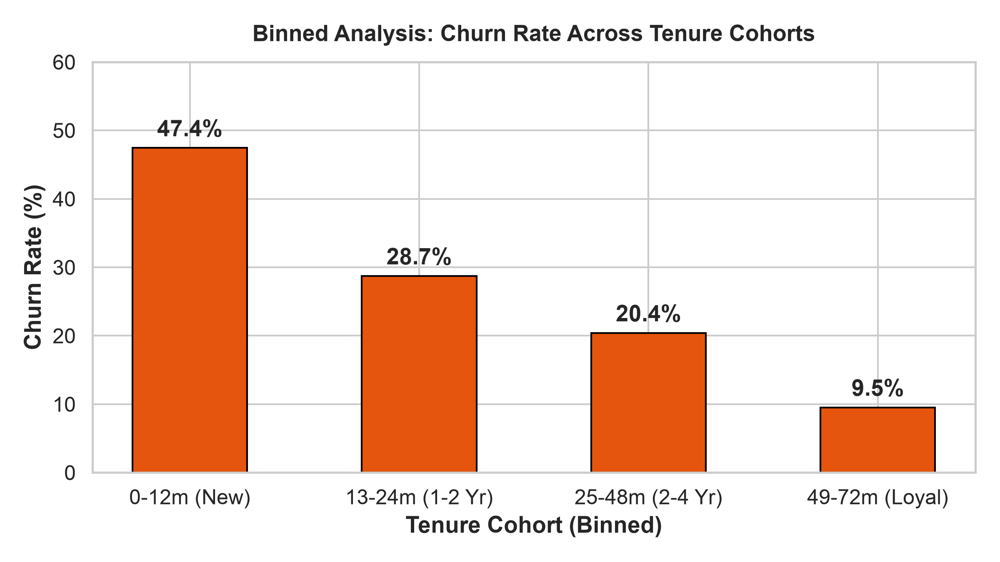 Binned Analysis: Churn Rate Across Tenure Cohorts
Churn Rate (%)
60
50
40
30
20
10
0
47.4%
28.7%
20.4%
9.5%
0-12m (New)
13-24m (1-2 Yr)
25-48m (2-4 Yr)
49-72m (Loyal)
Tenure Cohort (Binned)